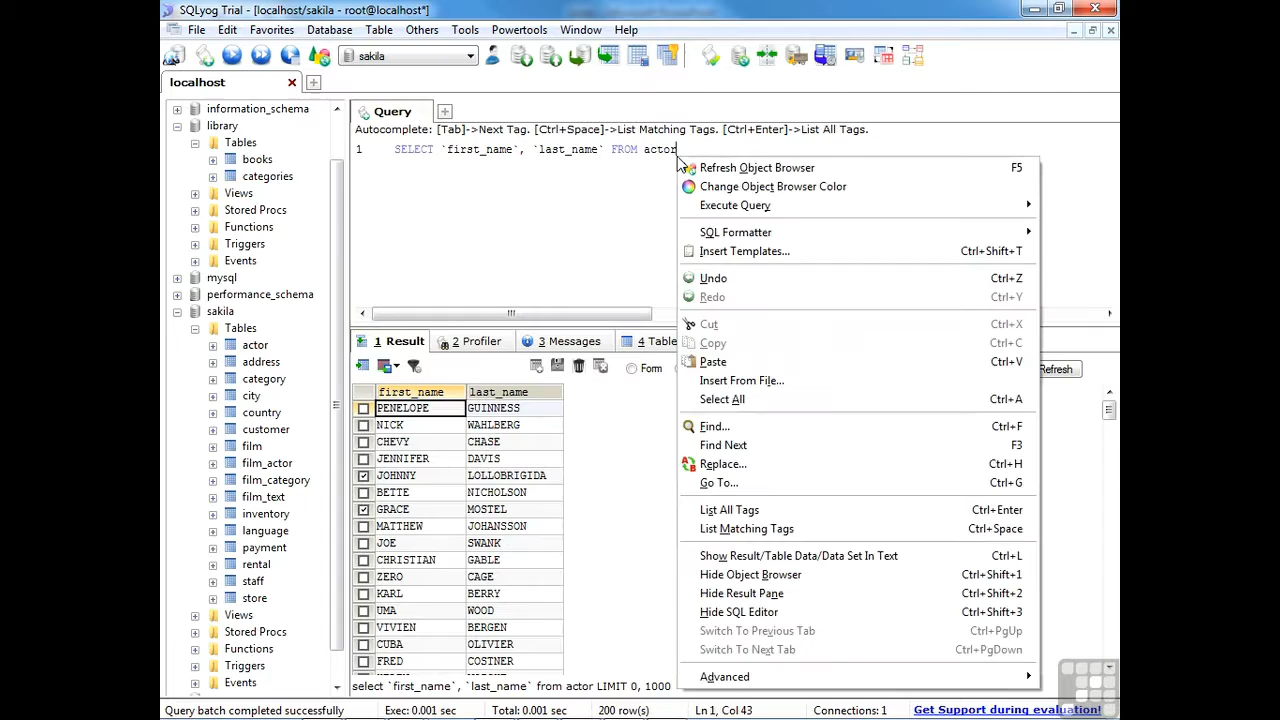 SQLyog Trial - [localhost/sakila - root@localhost*]
File Edit Favorites Database Table Others Tools Powertools Window Help
sakila
localhost
Query
Autocomplete: [Tab]->Next Tag. [Ctrl+Space]->List Matching Tags. [Ctrl+Enter]->List All Tags.
1 SELECT `first_name`, `last_name` FROM actor
information_schema
library
Tables
books
categories
Views
Stored Procs
Functions
Triggers
Events
mysql
performance_schema
sakila
Tables
actor
address
category
city
country
customer
film
film_actor
film_category
film_text
inventory
language
payment
rental
staff
store
Views
Stored Procs
Functions
Triggers
Events
Refresh Object Browser F5
Change Object Browser Color
Execute Query
SQL Formatter
Insert Templates... Ctrl+Shift+T
Undo Ctrl+Z
Redo Ctrl+Y
Cut Ctrl+X
Copy Ctrl+C
Paste Ctrl+V
Insert From File...
Select All Ctrl+A
Find... Ctrl+F
Find Next F3
Replace... Ctrl+H
Go To... Ctrl+G
List All Tags Ctrl+Enter
List Matching Tags Ctrl+Space
Show Result/Table Data/Data Set In Text Ctrl+L
Hide Object Browser Ctrl+Shift+1
Hide Result Pane Ctrl+Shift+2
Hide SQL Editor Ctrl+Shift+3
Switch To Previous Tab Ctrl+PgUp
Switch To Next Tab Ctrl+PgDown
Advanced
1 Result 2 Profiler 3 Messages 4 Table
Form Refresh
first_name last_name
PENELOPE GUINNESS
NICK WAHLBERG
CHEVY CHASE
JENNIFER DAVIS
JOHNNY LOLLOBRIGIDA
BETTE NICHOLSON
GRACE MOSTEL
MATTHEW JOHANSSON
JOE SWANK
CHRISTIAN GABLE
ZERO CAGE
KARL BERRY
UMA WOOD
VIVIEN BERGEN
CUBA OLIVIER
FRED COSTNER
select `first_name`, `last_name` from actor LIMIT 0, 1000
Query batch completed successfully Exec: 0.001 sec Total: 0.001 sec 200 row(s) Ln 1, Col 43 Connections: 1 Get Support during evaluation!